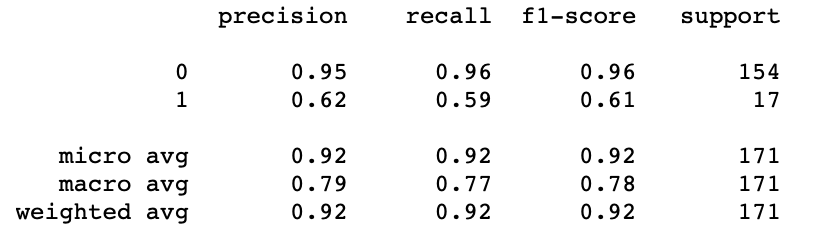 precision recall f1-score support
0 0.95 0.96 0.96 154
1 0.62 0.59 0.61 17
micro avg 0.92 0.92 0.92 171
macro avg 0.79 0.77 0.78 171
weighted avg 0.92 0.92 0.92 171